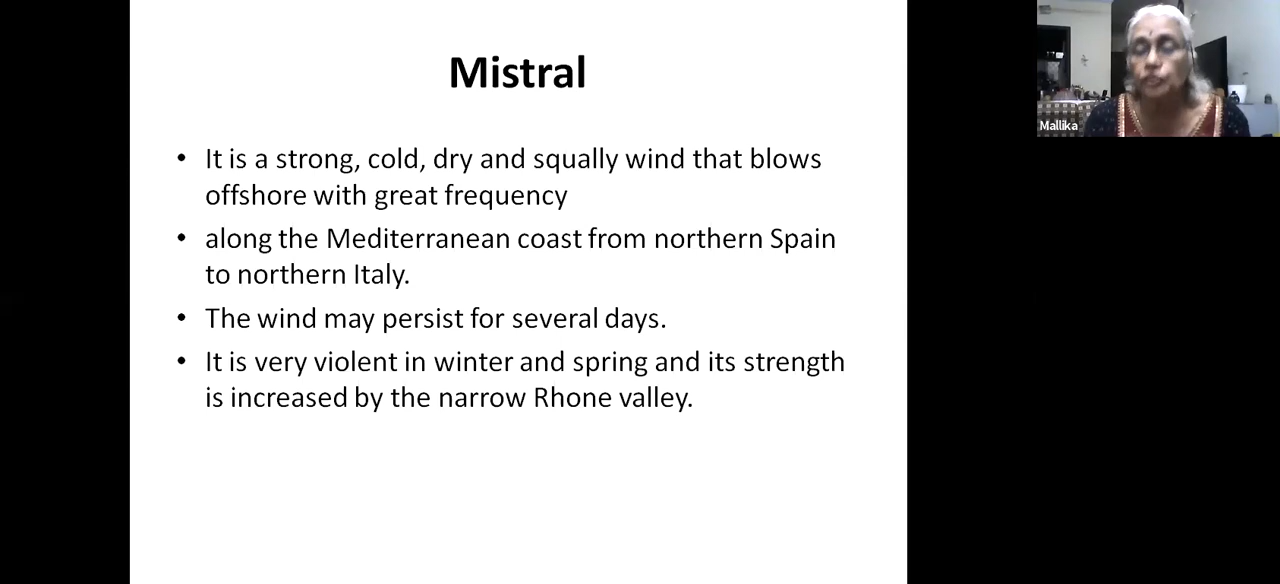 Mistral
• It is a strong, cold, dry and squally wind that blows
offshore with great frequency
• along the Mediterranean coast from northern Spain
to northern Italy.
• The wind may persist for several days.
• It is very violent in winter and spring and its strength
is increased by the narrow Rhone valley.
Mallika